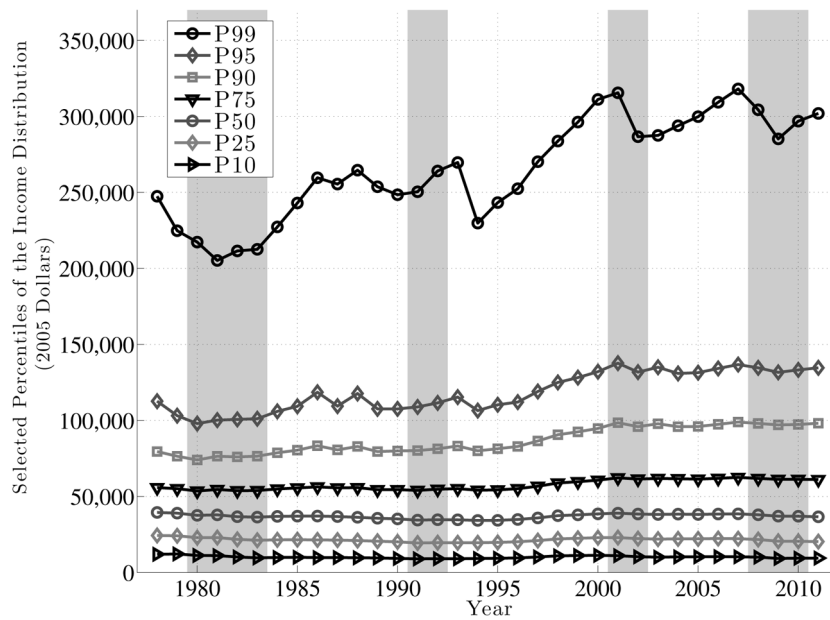 Selected Percentiles of the Income Distribution
(2005 Dollars)
350,000
300,000
250,000
200,000
150,000
100,000
50,000
0
P99
P95
P90
P75
P50
P25
P10
1980 1985 1990 1995 2000 2005 2010
Year